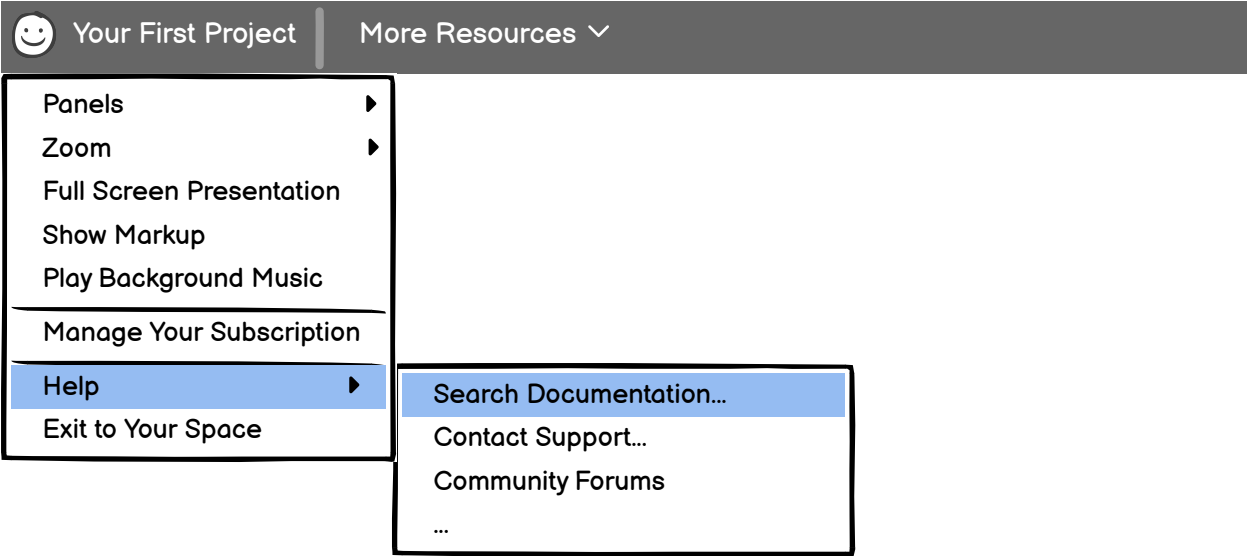 Your First Project
More Resources
Panels
Zoom
Full Screen Presentation
Show Markup
Play Background Music
Manage Your Subscription
Help
Exit to Your Space
Search Documentation...
Contact Support...
Community Forums
...